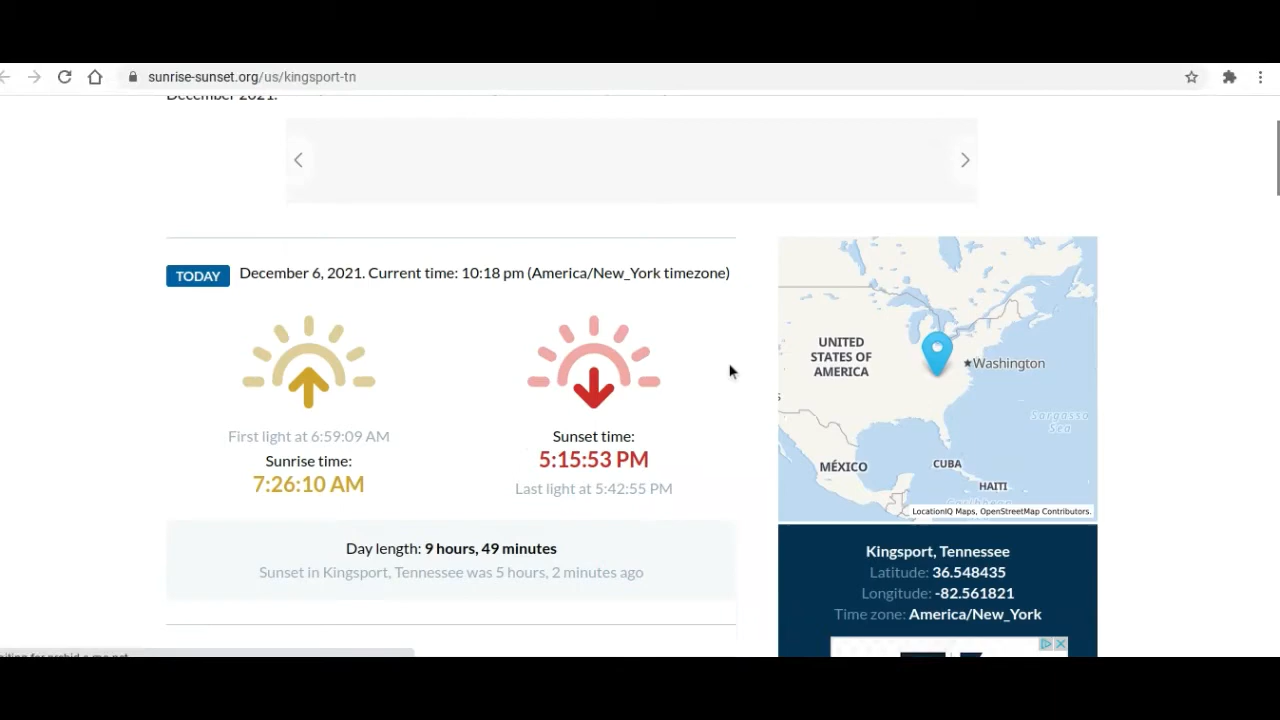 sunrise-sunset.org/us/kingsport-tn
December 2021.
TODAY December 6, 2021. Current time: 10:18 pm (America/New_York timezone)
First light at 6:59:09 AM
Sunrise time:
7:26:10 AM
Sunset time:
5:15:53 PM
Last light at 5:42:55 PM
Day length: 9 hours, 49 minutes
Sunset in Kingsport, Tennessee was 5 hours, 2 minutes ago
UNITED
STATES OF
AMERICA
Washington
Sargasso
Sea
MÉXICO
CUBA
HAITI
LocationIQ Maps, OpenStreetMap Contributors.
Kingsport, Tennessee
Latitude: 36.548435
Longitude: -82.561821
Time zone: America/New_York